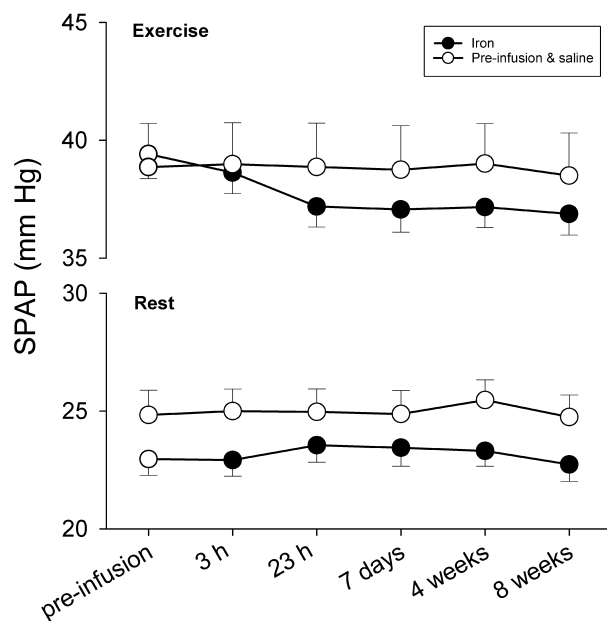 45
Exercise
Iron
Pre-infusion & saline
40
35
SPAP (mm Hg)
30
Rest
25
20
pre-infusion
3 h
23 h
7 days
4 weeks
8 weeks